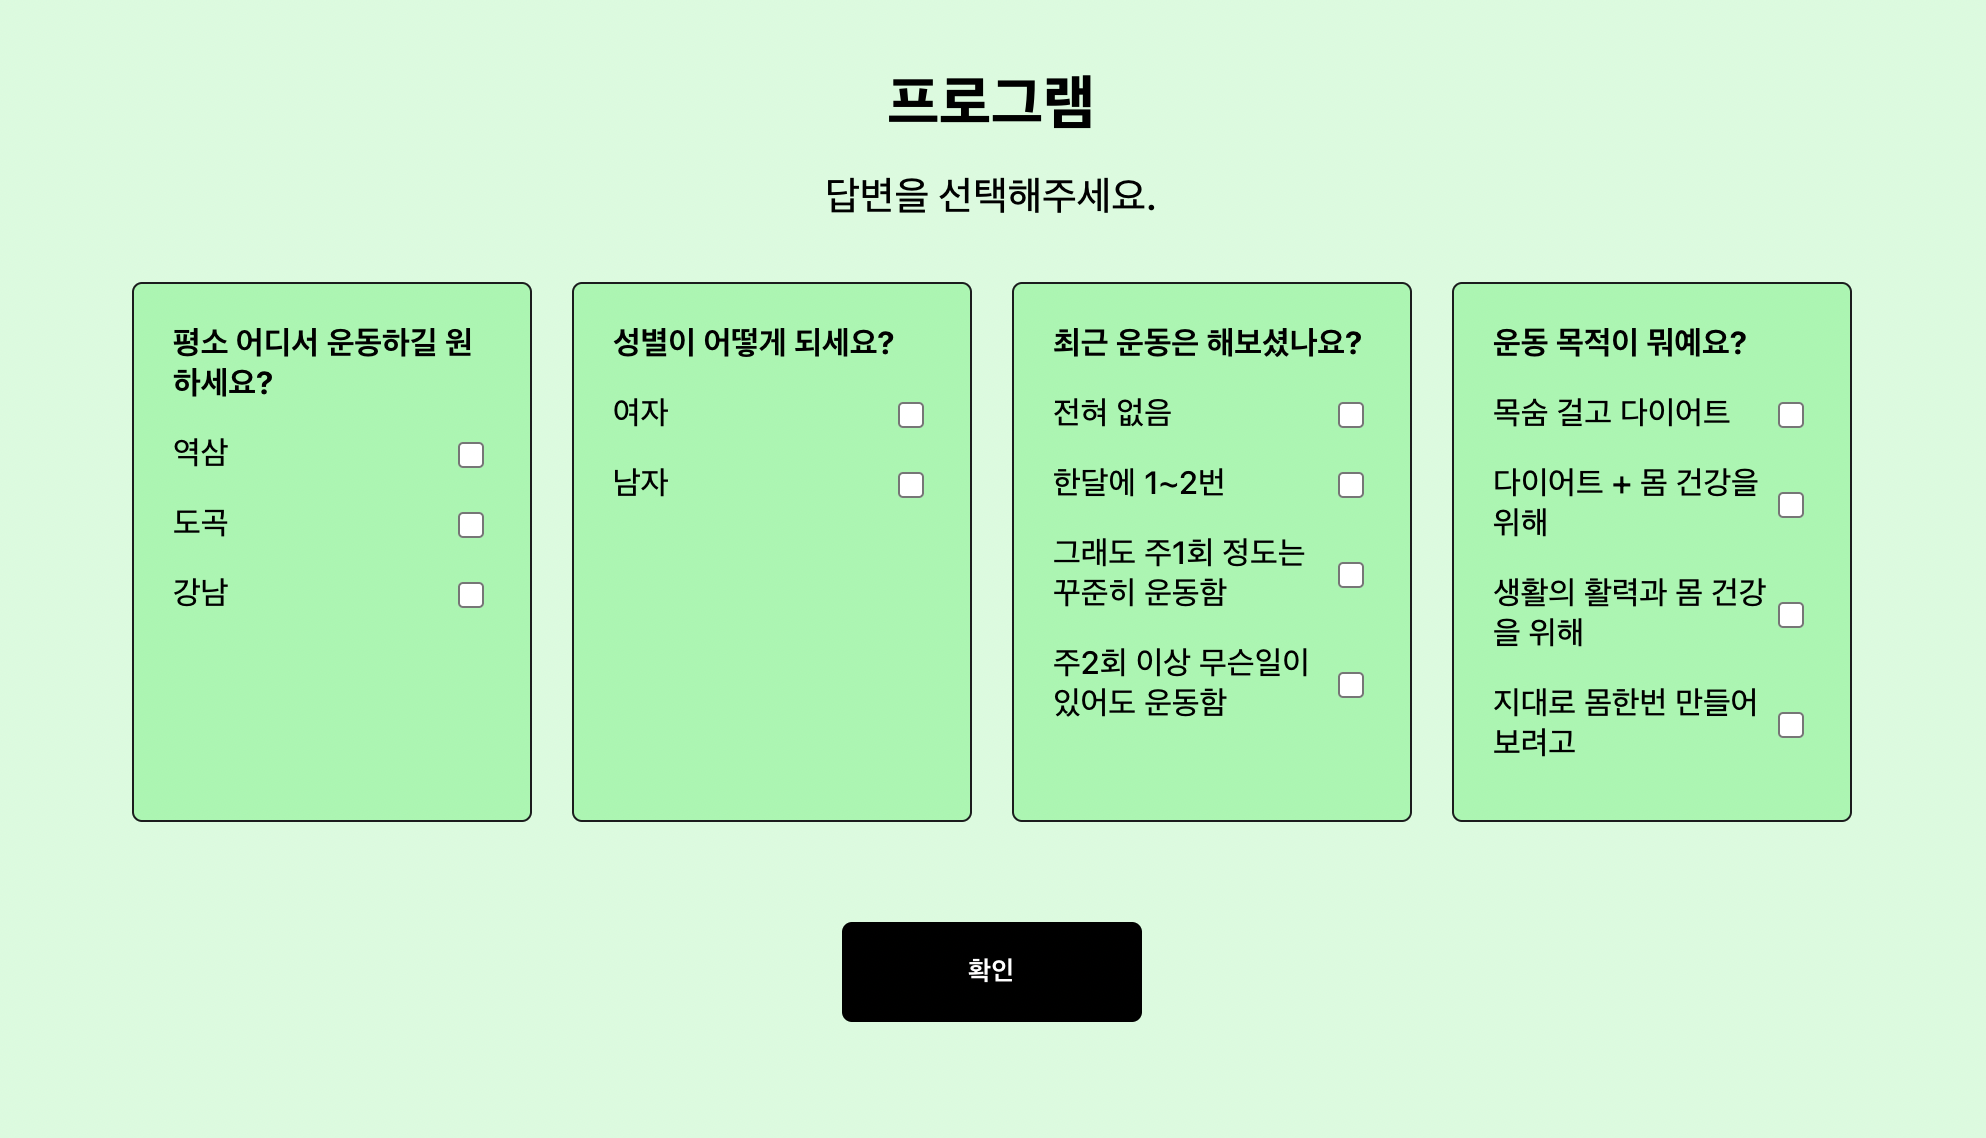 프로그램
답변을 선택해주세요.
평소 어디서 운동하길 원
하세요?
역삼
도곡
강남
성별이 어떻게 되세요?
여자
남자
최근 운동은 해보셨나요?
전혀 없음
한달에 1~2번
그래도 주1회 정도는
꾸준히 운동함
주2회 이상 무슨일이
있어도 운동함
운동 목적이 뭐예요?
목숨 걸고 다이어트
다이어트 + 몸 건강을
위해
생활의 활력과 몸 건강
을 위해
지대로 몸한번 만들어
보려고
확인